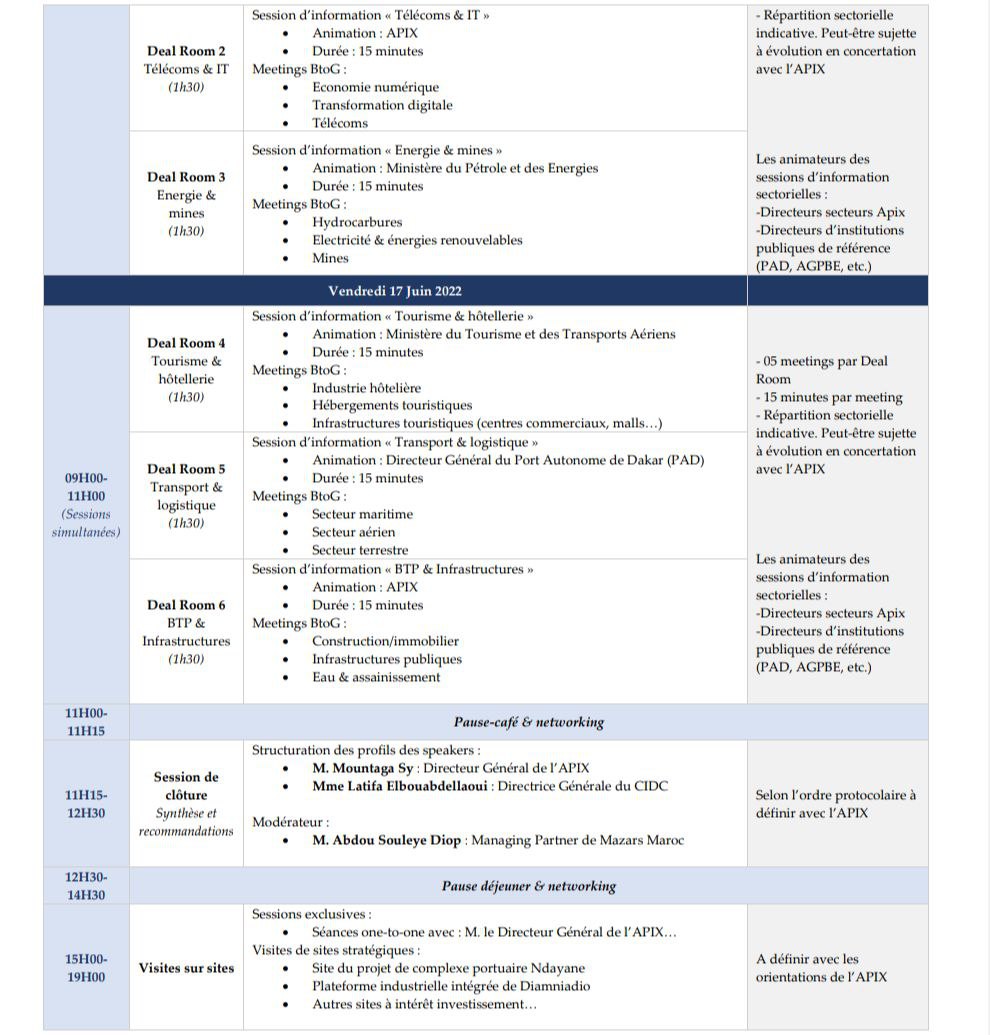 Deal Room 2
Télécoms & IT
(1h30)
Session d’information « Télécoms & IT »
• Animation : APIX
• Durée : 15 minutes
Meetings BtoG :
• Economie numérique
• Transformation digitale
• Télécoms
- Répartition sectorielle
indicative. Peut-être sujette
à évolution en concertation
avec l’APIX
Deal Room 3
Energie &
mines
(1h30)
Session d’information « Energie & mines »
• Animation : Ministère du Pétrole et des Energies
• Durée : 15 minutes
Meetings BtoG :
• Hydrocarbures
• Electricité & énergies renouvelables
• Mines
Les animateurs des
sessions d’information
sectorielles :
-Directeurs secteurs Apix
-Directeurs d’institutions
publiques de référence
(PAD, AGPBE, etc.)
Vendredi 17 Juin 2022
09H00-
11H00
(Sessions
simultanées)
Deal Room 4
Tourisme &
hôtellerie
(1h30)
Session d’information « Tourisme & hôtellerie »
• Animation : Ministère du Tourisme et des Transports Aériens
• Durée : 15 minutes
Meetings BtoG :
• Industrie hôtelière
• Hébergements touristiques
• Infrastructures touristiques (centres commerciaux, malls…)
Deal Room 5
Transport &
logistique
(1h30)
Session d’information « Transport & logistique »
• Animation : Directeur Général du Port Autonome de Dakar (PAD)
• Durée : 15 minutes
Meetings BtoG :
• Secteur maritime
• Secteur aérien
• Secteur terrestre
Deal Room 6
BTP &
Infrastructures
(1h30)
Session d’information « BTP & Infrastructures »
• Animation : APIX
• Durée : 15 minutes
Meetings BtoG :
• Construction/immobilier
• Infrastructures publiques
• Eau & assainissement
- 05 meetings par Deal
Room
- 15 minutes par meeting
- Répartition sectorielle
indicative. Peut-être sujette
à évolution en concertation
avec l’APIX
Les animateurs des
sessions d’information
sectorielles :
-Directeurs secteurs Apix
-Directeurs d’institutions
publiques de référence
(PAD, AGPBE, etc.)
11H00-
11H15
Pause-café & networking
11H15-
12H30
Session de
clôture
Synthèse et
recommandations
Structuration des profils des speakers :
• M. Mountaga Sy : Directeur Général de l’APIX
• Mme Latifa Elbouabdellaoui : Directrice Générale du CIDC
Modérateur :
• M. Abdou Souleye Diop : Managing Partner de Mazars Maroc
Selon l’ordre protocolaire à
définir avec l’APIX
12H30-
14H30
Pause déjeuner & networking
15H00-
19H00
Visites sur sites
Sessions exclusives :
• Séances one-to-one avec : M. le Directeur Général de l’APIX…
Visites de sites stratégiques :
• Site du projet de complexe portuaire Ndayane
• Plateforme industrielle intégrée de Diamniadio
• Autres sites à intérêt investissement…
A définir avec les
orientations de l’APIX